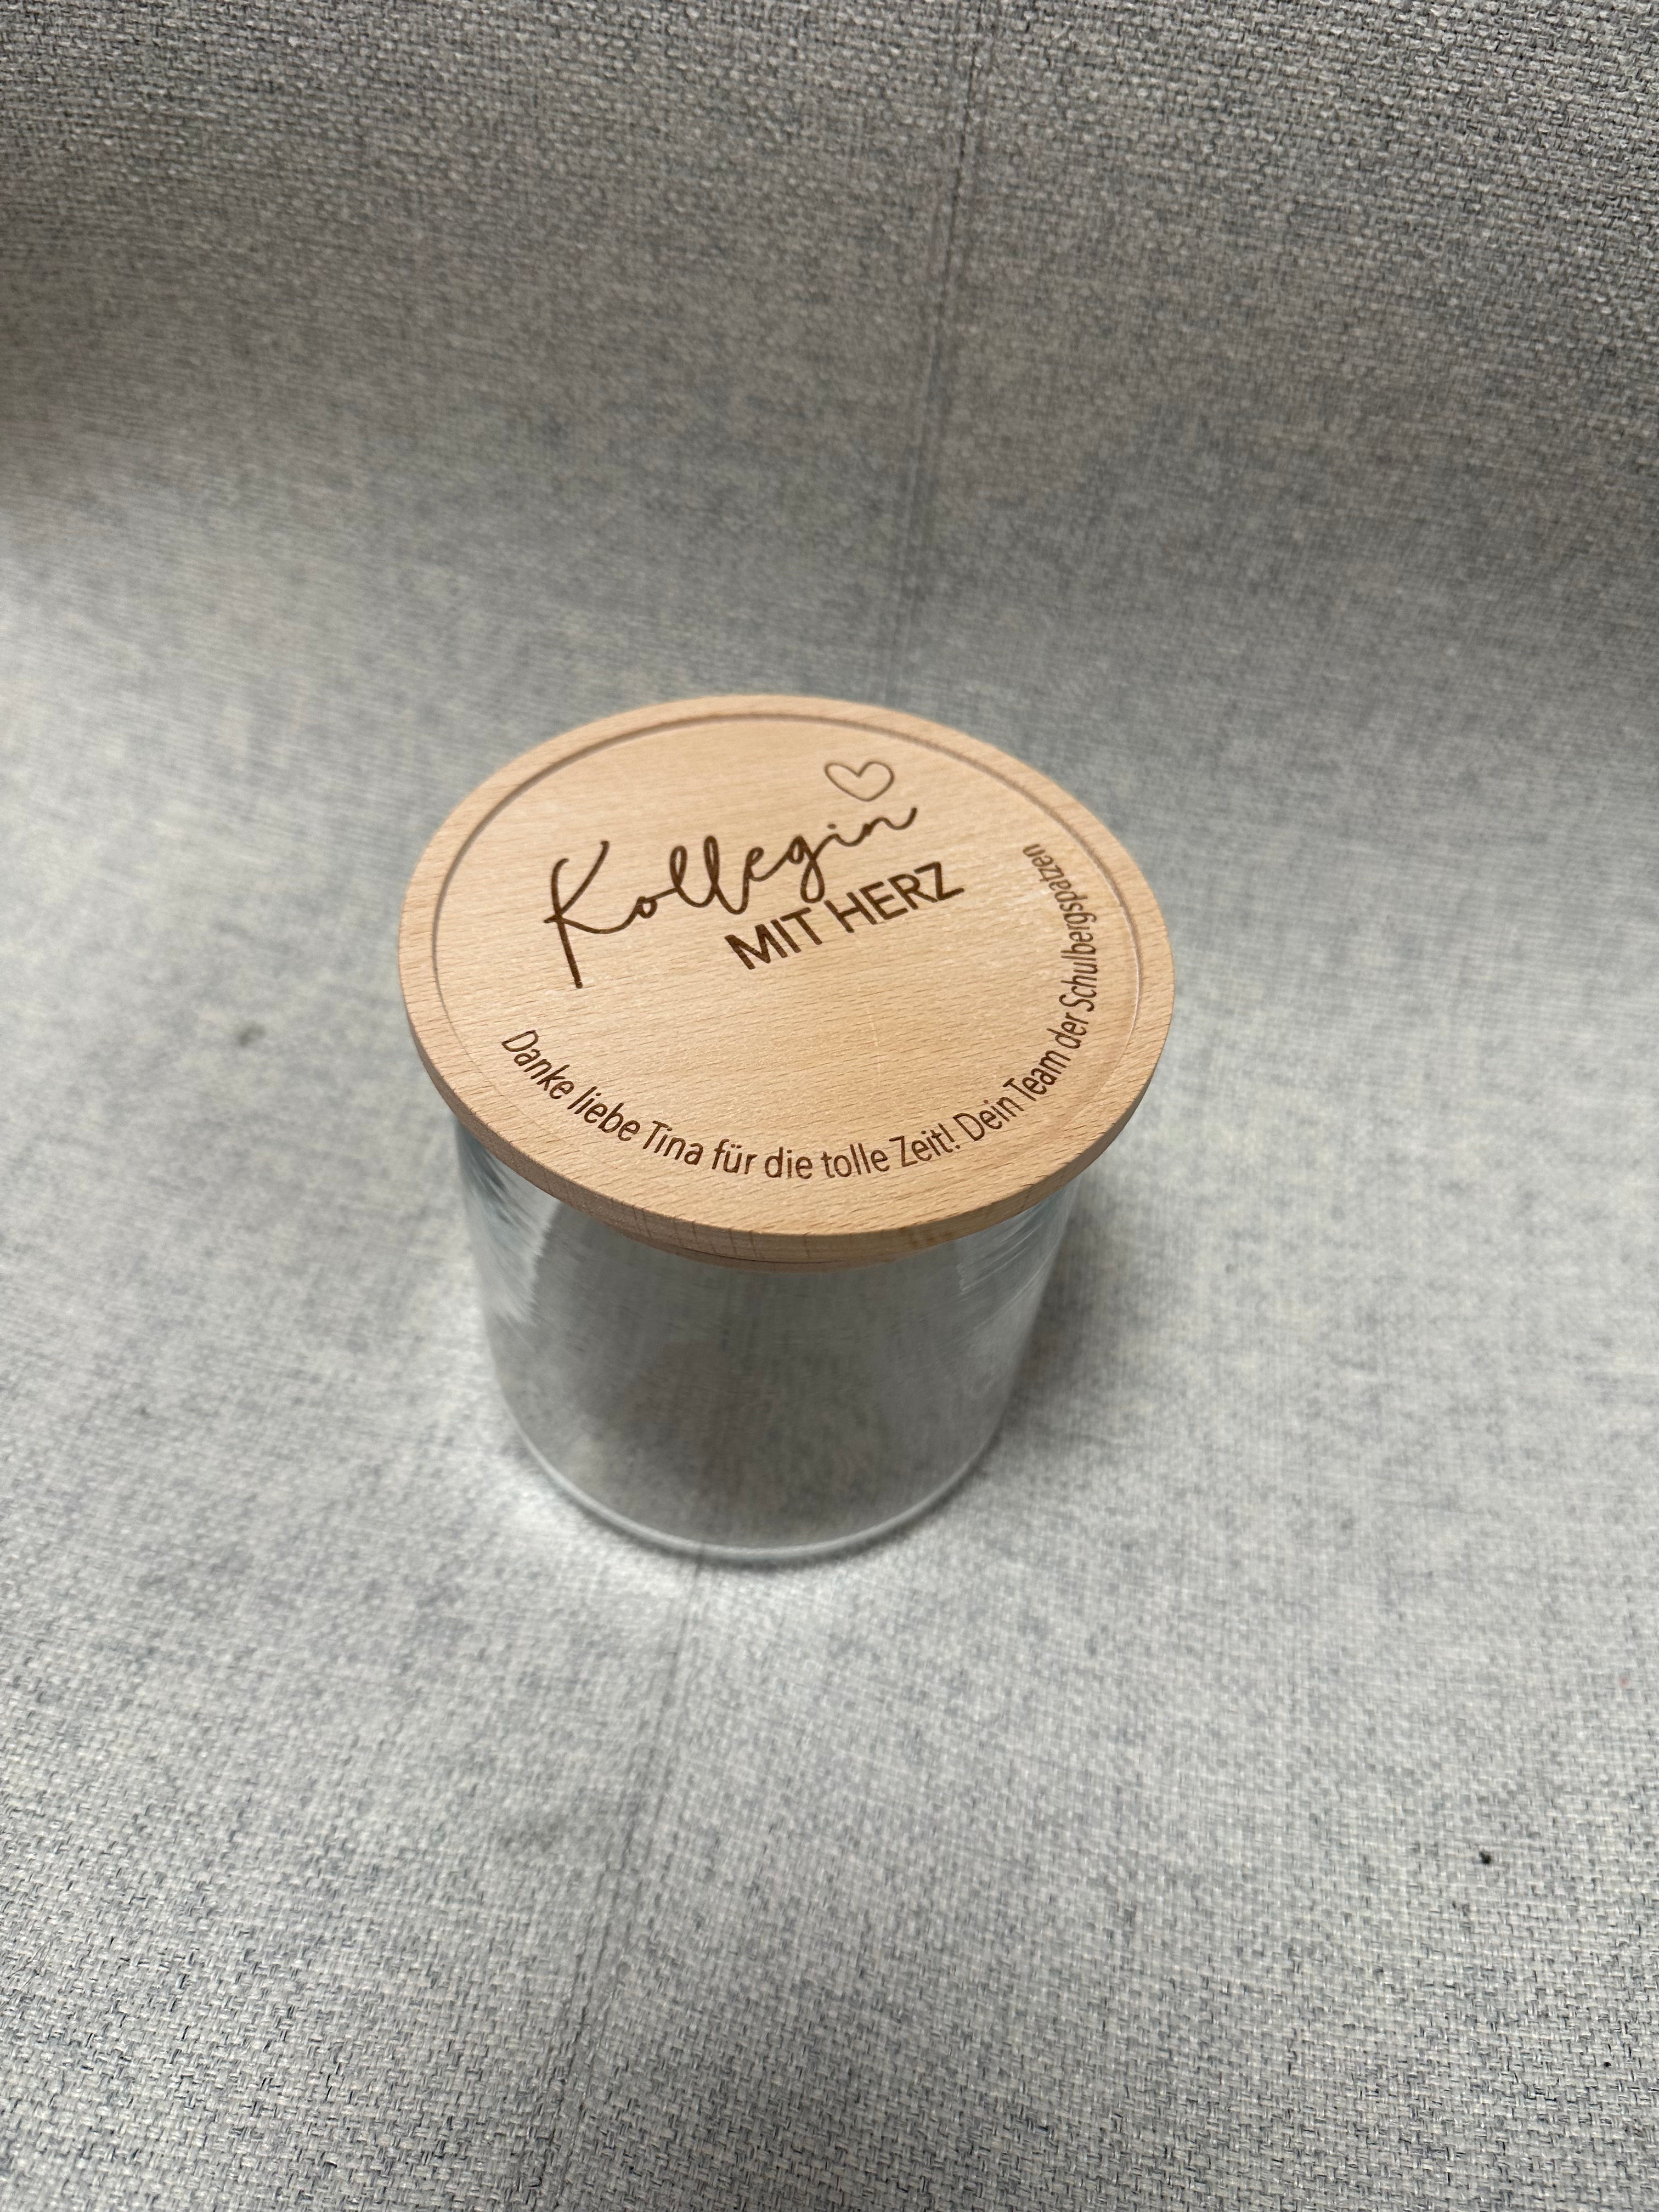 Kollegin
MIT HERZ
Danke liebe Tina für die tolle Zeit! Dein Team der Schulbergspatzen